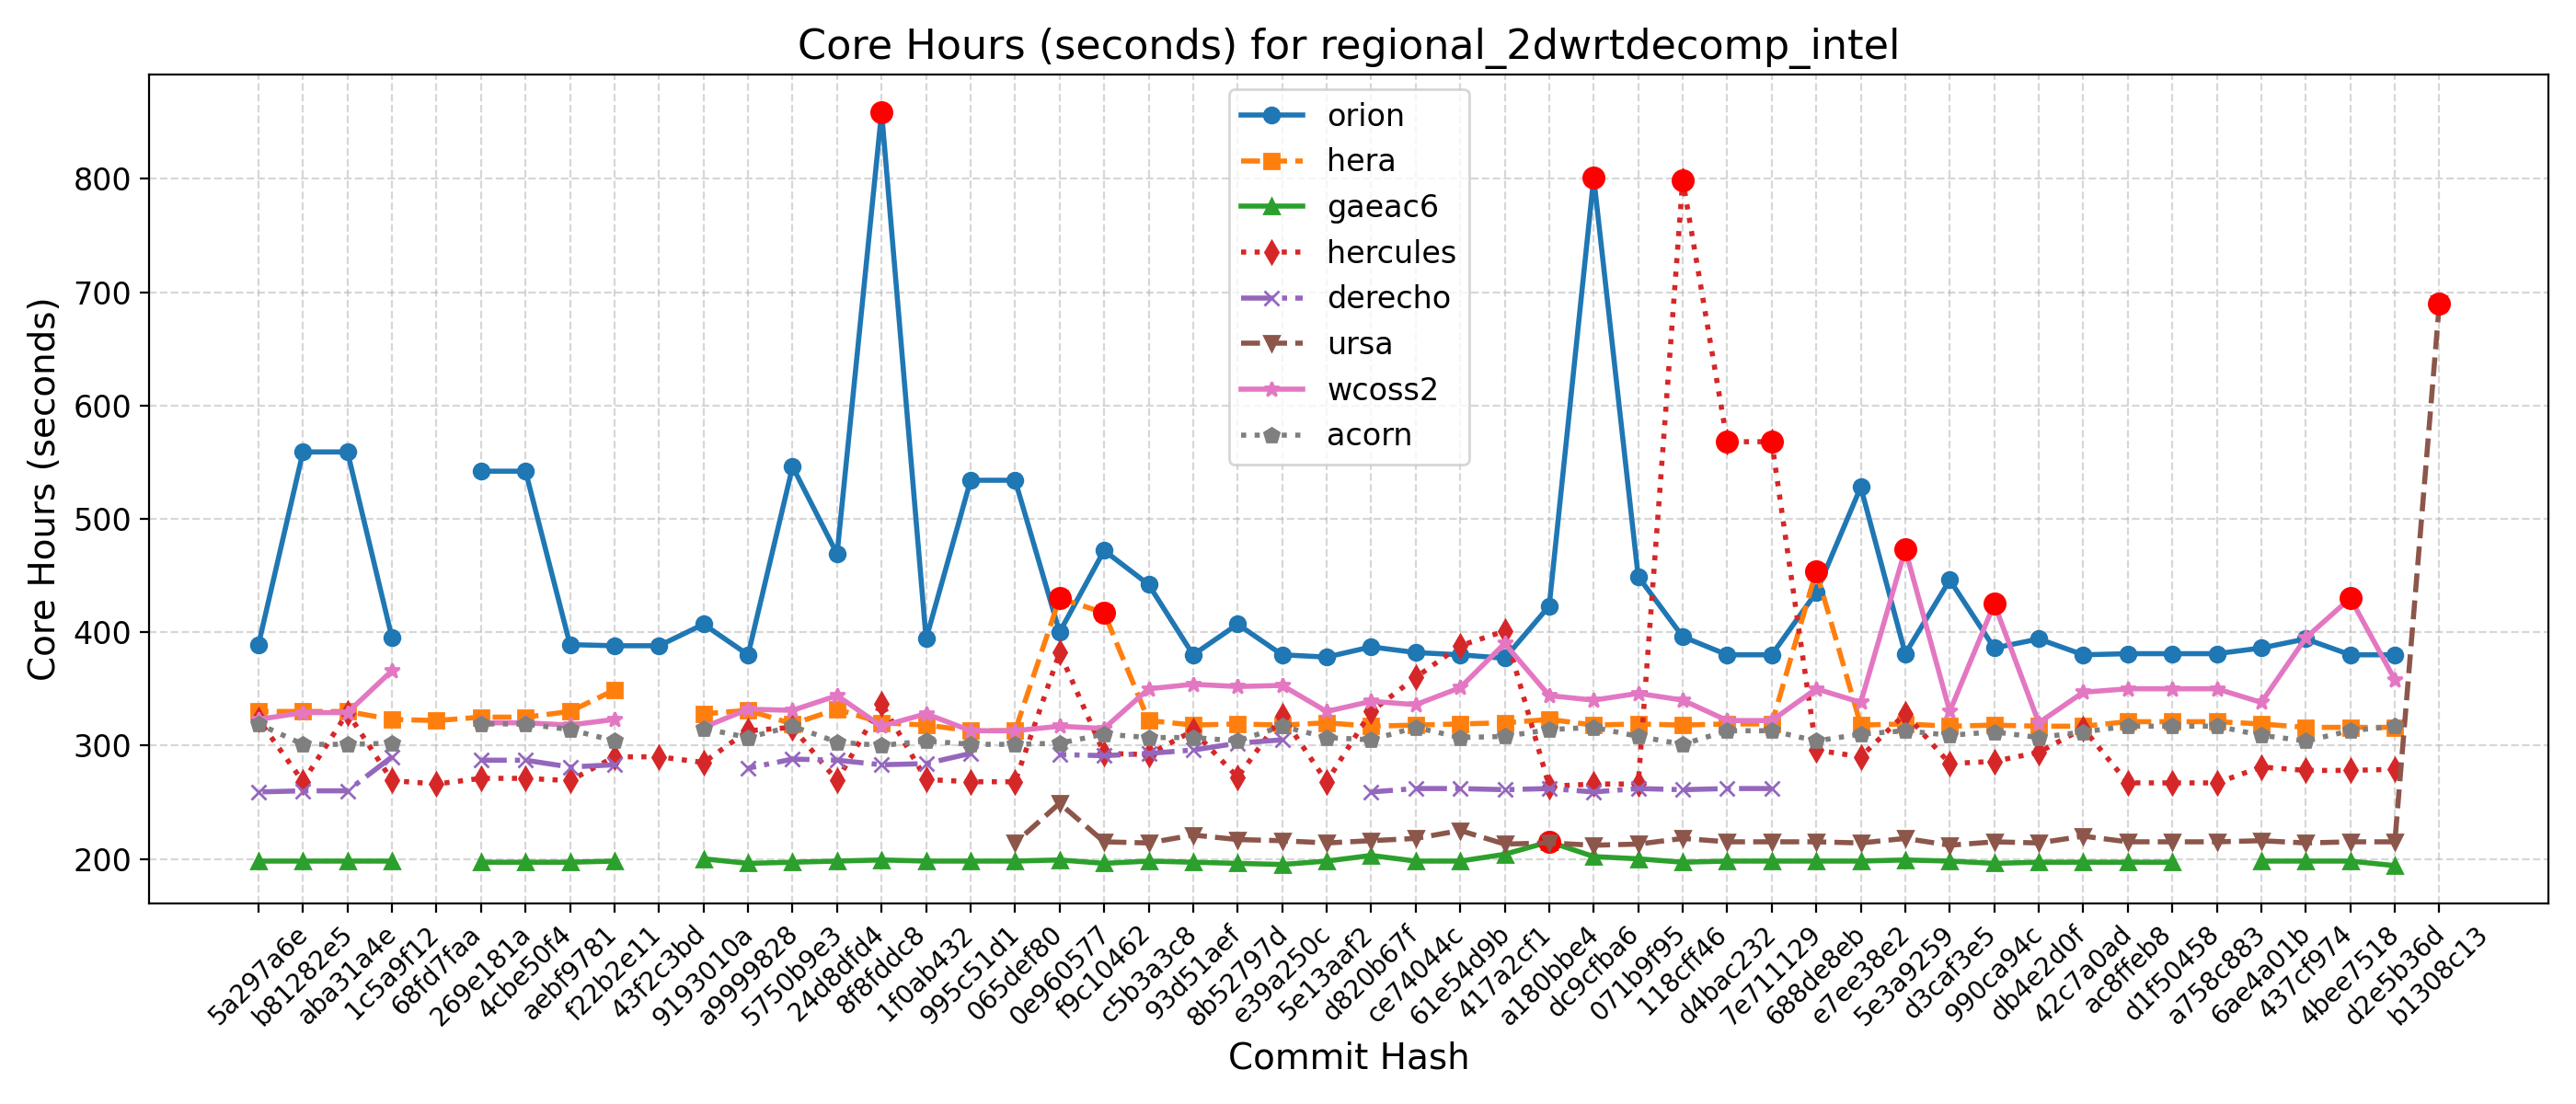 Core Hours (seconds) for regional_2dwrtdecomp_intel
Core Hours (seconds)
800
700
600
500
400
300
200
orion
hera
gaeac6
hercules
derecho
ursa
wcoss2
acorn
5a297a6e
b81282e5
aba31a4e
1c5a9f12
68fd7faa
269e181a
4cbe50f4
aebf9781
f22b2e11
43f2c3bd
9193010a
a9999828
5750b9e3
24d8dfd4
8f8fddc8
1f0ab432
995c51d1
065def80
0e960577
f9c10462
c5b3a3c8
93d51aef
8b52797d
e39a250c
5e13aaf2
d820b67f
ce74044c
61e54d9b
417a2cf1
a180bbe4
dc9cfba6
071b9f95
118cff46
d4bac232
7e711129
688de8eb
e7ee38e2
5e3a9259
d3caf3e5
990ca94c
db4e2d0f
42c7a0ad
ac8ffeb8
d1f50458
a758c883
6ae4a01b
437cf974
4bee7518
d2e5b36d
b1308c13
Commit Hash